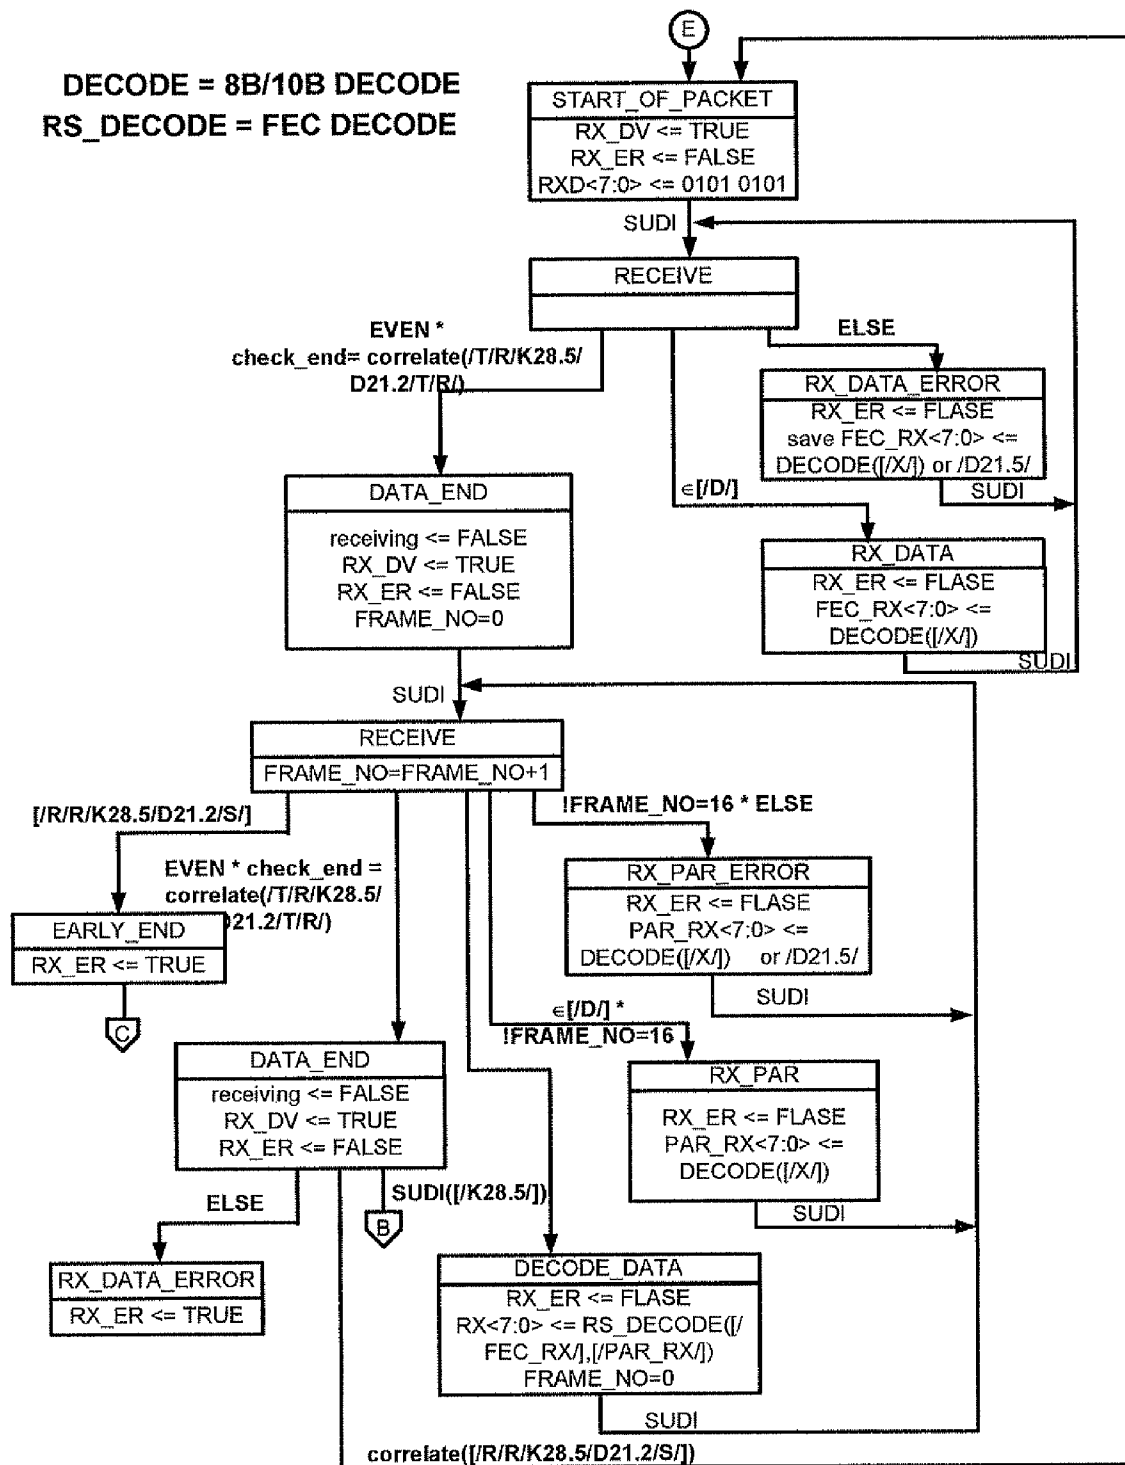 E
DECODE = 8B/10B DECODE
RS_DECODE = FEC DECODE
START_OF_PACKET
RX_DV <= TRUE
RX_ER <= FALSE
RXD<7:0> <= 0101 0101
SUDI
RECEIVE
EVEN *
check_end= correlate(/T/R/K28.5/
D21.2/T/R/)
ELSE
RX_DATA_ERROR
RX_ER <= FLASE
save FEC_RX<7:0> <=
DECODE([/X/]) or /D21.5/
SUDI
∈[/D/]
RX_DATA
RX_ER <= FLASE
FEC_RX<7:0> <=
DECODE([/X/])
SUDI
DATA_END
receiving <= FALSE
RX_DV <= TRUE
RX_ER <= FALSE
FRAME_NO=0
SUDI
RECEIVE
FRAME_NO=FRAME_NO+1
[/R/R/K28.5/D21.2/S/]
!FRAME_NO=16 * ELSE
EVEN * check_end =
correlate(/T/R/K28.5/
D21.2/T/R/)
RX_PAR_ERROR
RX_ER <= FLASE
PAR_RX<7:0> <=
DECODE([/X/]) or /D21.5/
SUDI
EARLY_END
RX_ER <= TRUE
C
∈[/D/] *
!FRAME_NO=16
RX_PAR
RX_ER <= FLASE
PAR_RX<7:0> <=
DECODE([/X/])
SUDI
DATA_END
receiving <= FALSE
RX_DV <= TRUE
RX_ER <= FALSE
ELSE
SUDI([/K28.5/])
B
RX_DATA_ERROR
RX_ER <= TRUE
DECODE_DATA
RX_ER <= FLASE
RX<7:0> <= RS_DECODE([/
FEC_RX/],[/PAR_RX/])
FRAME_NO=0
SUDI
correlate([/R/R/K28.5/D21.2/S/])